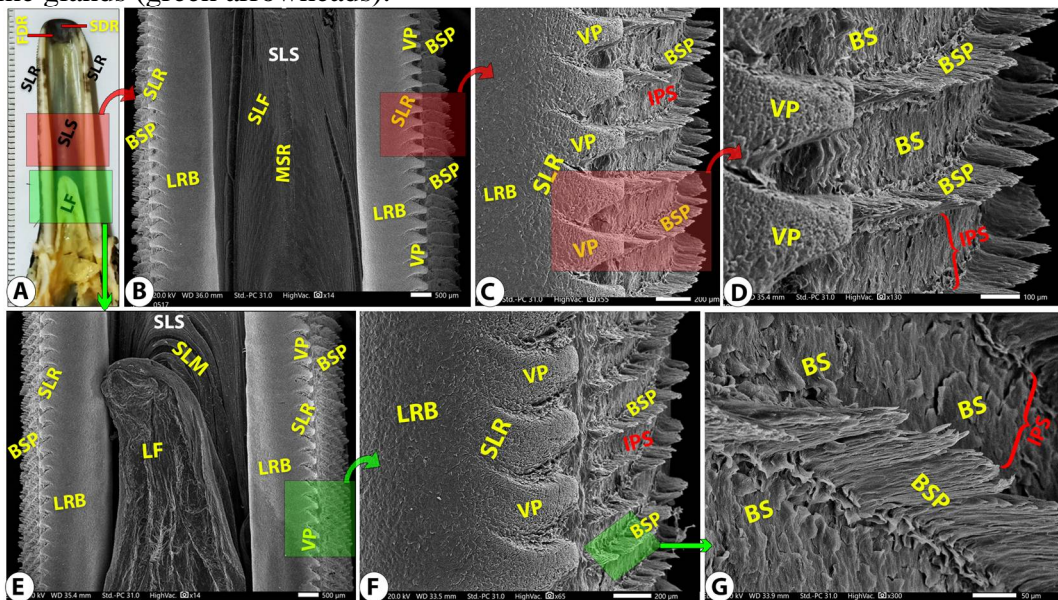 mic glands (green arrowheads).
FDR
SDR
SLR
SLR
SLS
LF
A
SLS
SS
VP
BSP
SLR
SLF
SLR
BSP
MSR
LRB
BSP
LRB
VP
B
20.0 kV WD 36.0 mm Std.-PC 31.0 HighVac. x14 500 µm
0517
VP
BSP
IPS
VP
SLR
LRB
BSP
VP
C
Std.-PC 31.0 HighVac. x55 200 µm
BS
BSP
VP
BS
BSP
VP
IPS
D
35.4 mm Std.-PC 31.0 HighVac. x130 100 µm
SLS
SLM
VP
BSP
SLR
SLR
BSP
LF
LRB
LRB
VP
E
kV WD 35.4 mm Std.-PC 31.0 HighVac. x14 500 µm
VP
BSP
LRB
SLR
IPS
VP
BSP
F
20.0 kV WD 33.5 mm Std.-PC 31.0 HighVac. x65 200 µm
BS
BS
IPS
BSP
BS
G
WD 33.9 mm Std.-PC 31.0 HighVac. x300 50 µm